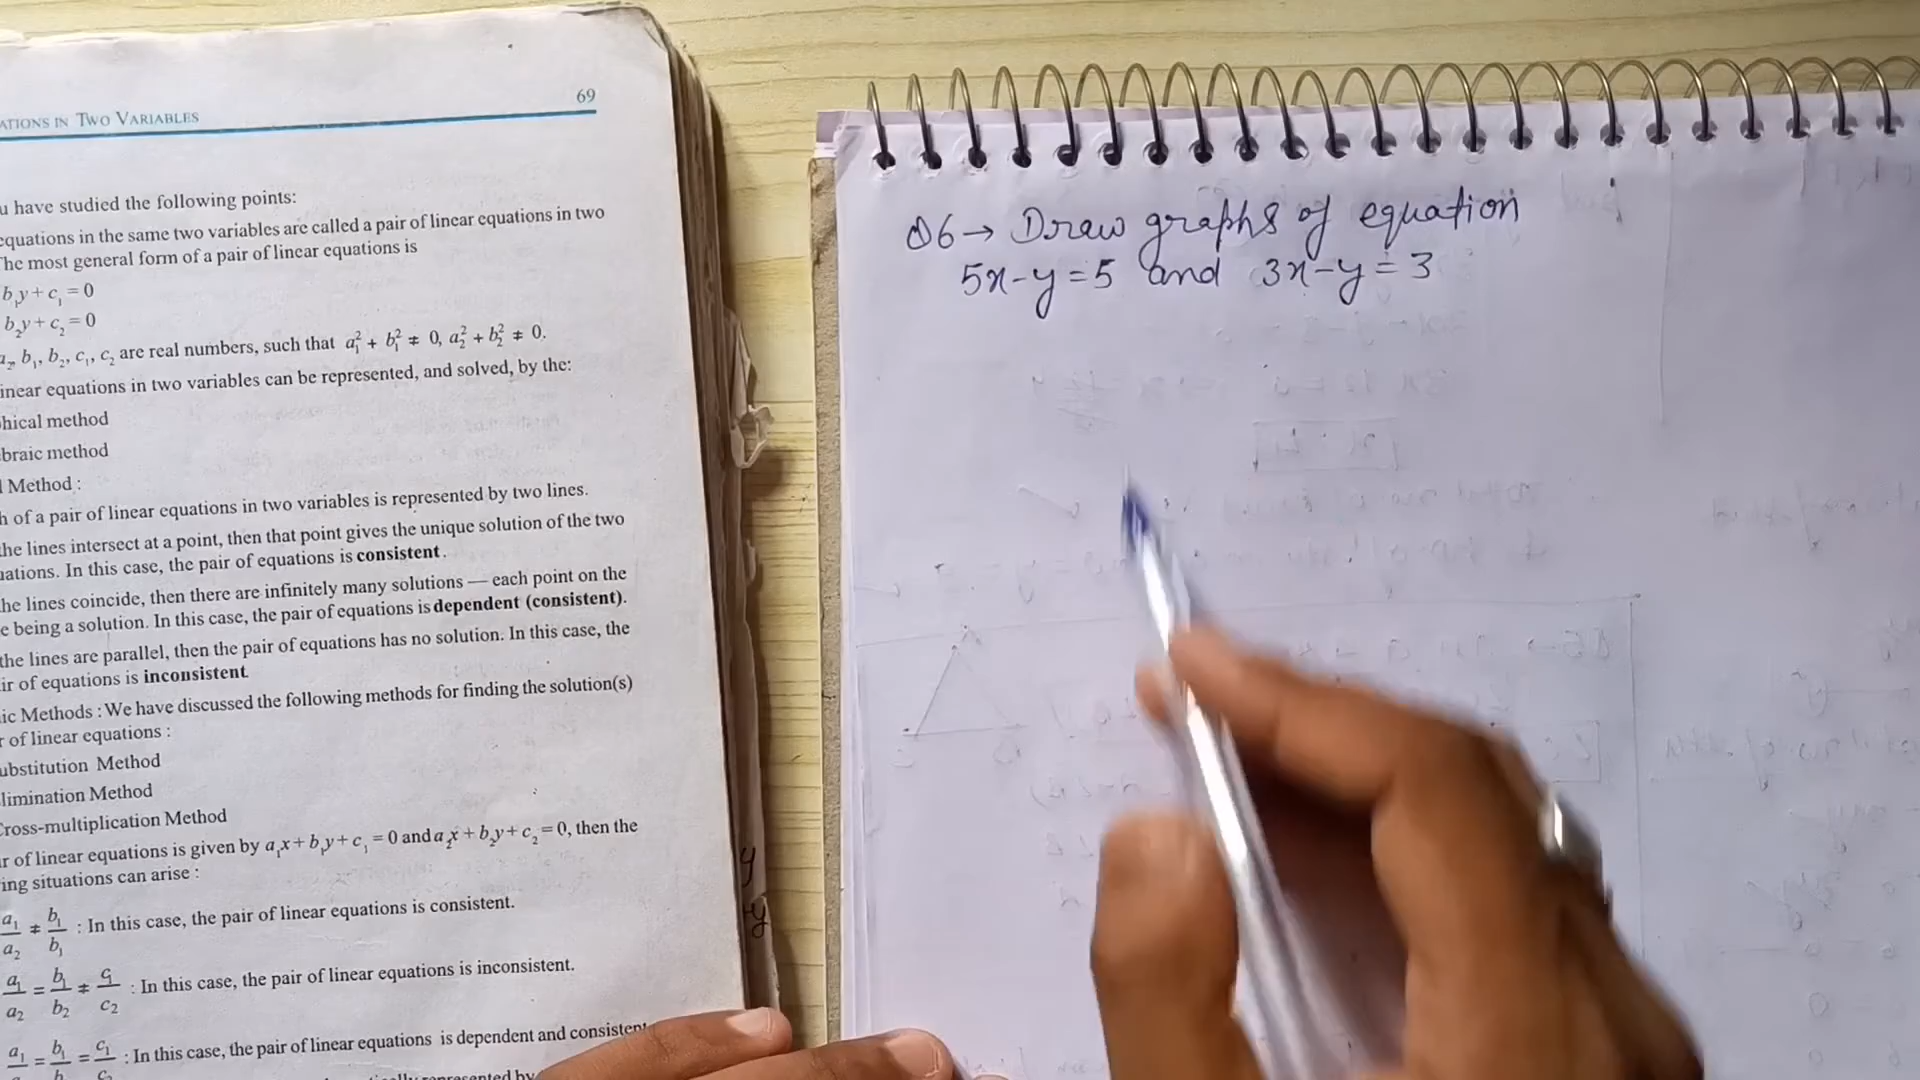 69
ATIONS IN TWO VARIABLES
u have studied the following points:
equations in the same two variables are called a pair of linear equations in two
The most general form of a pair of linear equations is
b₁y + c₁ = 0
b₂y + c₂ = 0
a₂, b₁, b₂, c₁, c₂ are real numbers, such that a₁² + b₁² ≠ 0, a₂² + b₂² ≠ 0.
inear equations in two variables can be represented, and solved, by the:
hical method
braic method
l Method :
h of a pair of linear equations in two variables is represented by two lines.
the lines intersect at a point, then that point gives the unique solution of the two
uations. In this case, the pair of equations is consistent.
he lines coincide, then there are infinitely many solutions — each point on the
e being a solution. In this case, the pair of equations is dependent (consistent).
the lines are parallel, then the pair of equations has no solution. In this case, the
ir of equations is inconsistent.
ic Methods : We have discussed the following methods for finding the solution(s)
r of linear equations :
ubstitution Method
limination Method
Cross-multiplication Method
r of linear equations is given by a₁x + b₁y + c₁ = 0 and a₂x + b₂y + c₂ = 0, then the
ing situations can arise :
a₁/a₂ ≠ b₁/b₁ : In this case, the pair of linear equations is consistent.
a₁/a₂ = b₁/b₂ ≠ c₁/c₂ : In this case, the pair of linear equations is inconsistent.
a₁ = b₁ = c₁ : In this case, the pair of linear equations is dependent and consistent
represented by
y
y
Q6 → Draw graphs of equation
5x - y = 5 and 3x - y = 3